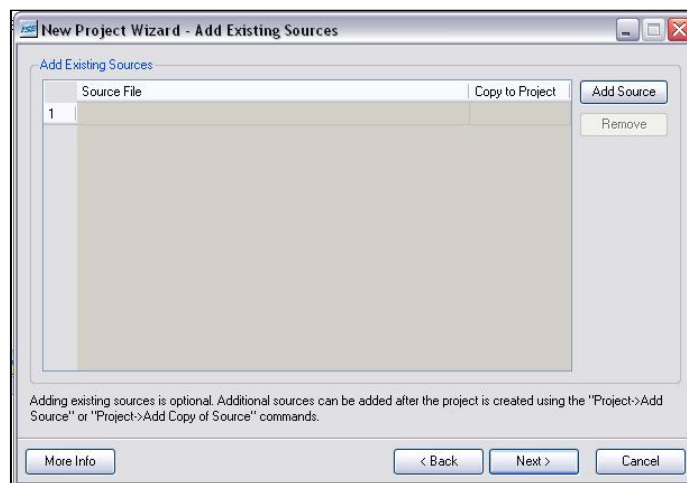 ISE New Project Wizard - Add Existing Sources
Add Existing Sources
Source File Copy to Project
1
Add Source
Remove
Adding existing sources is optional. Additional sources can be added after the project is created using the "Project->Add
Source" or "Project->Add Copy of Source" commands.
More Info
< Back
Next >
Cancel